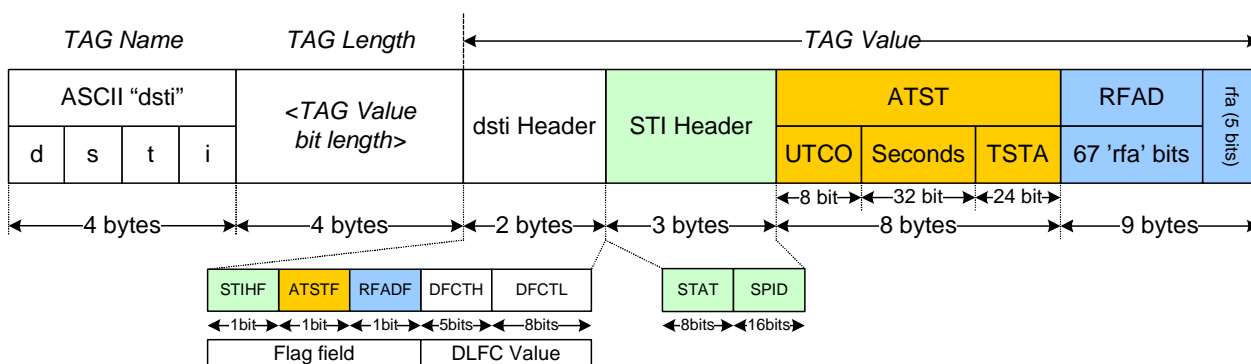 TAG Name TAG Length TAG Value
ASCII “dsti”
d s t i
<TAG Value
bit length>
dsti Header
STI Header
ATST
UTCO Seconds TSTA
RFAD
67 ’rfa’ bits
rfa (5 bits)
8 bit 32 bit 24 bit
4 bytes 4 bytes 2 bytes 3 bytes 8 bytes 9 bytes
STIHF ATSTF RFADF DFCTH DFCTL
1bit 1bit 1bit 5bits 8bits
Flag field DLFC Value
STAT SPID
8bits 16bits